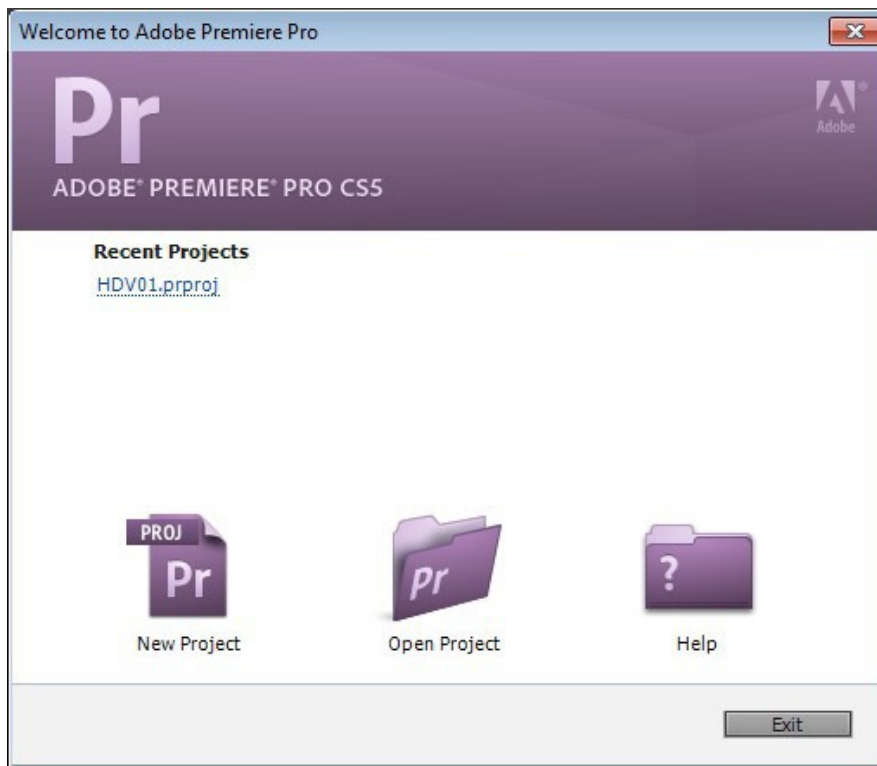 Welcome to Adobe Premiere Pro
Pr
Adobe®
ADOBE® PREMIERE® PRO CS5
Recent Projects
HDV01.prproj
PROJ
Pr
Pr
?
New Project
Open Project
Help
Exit